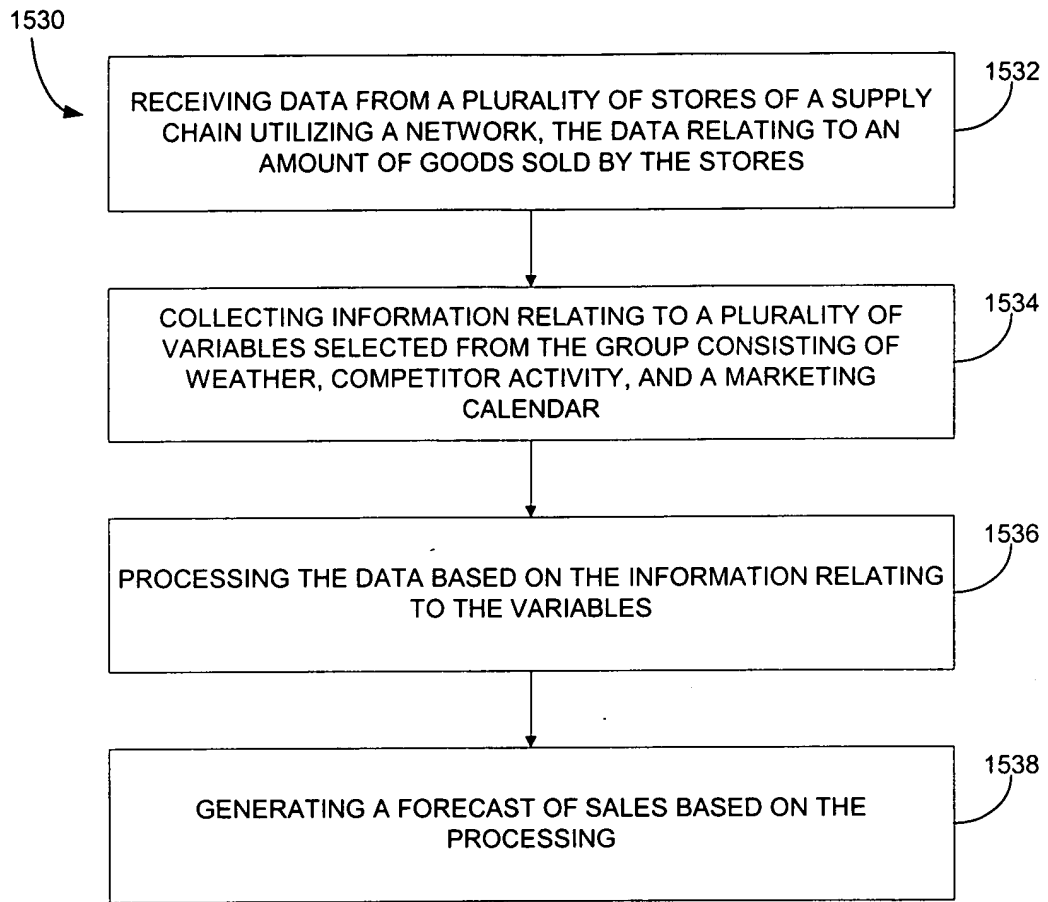 1530
1532
RECEIVING DATA FROM A PLURALITY OF STORES OF A SUPPLY
CHAIN UTILIZING A NETWORK, THE DATA RELATING TO AN
AMOUNT OF GOODS SOLD BY THE STORES
1534
COLLECTING INFORMATION RELATING TO A PLURALITY OF
VARIABLES SELECTED FROM THE GROUP CONSISTING OF
WEATHER, COMPETITOR ACTIVITY, AND A MARKETING
CALENDAR
1536
PROCESSING THE DATA BASED ON THE INFORMATION RELATING
TO THE VARIABLES
1538
GENERATING A FORECAST OF SALES BASED ON THE
PROCESSING